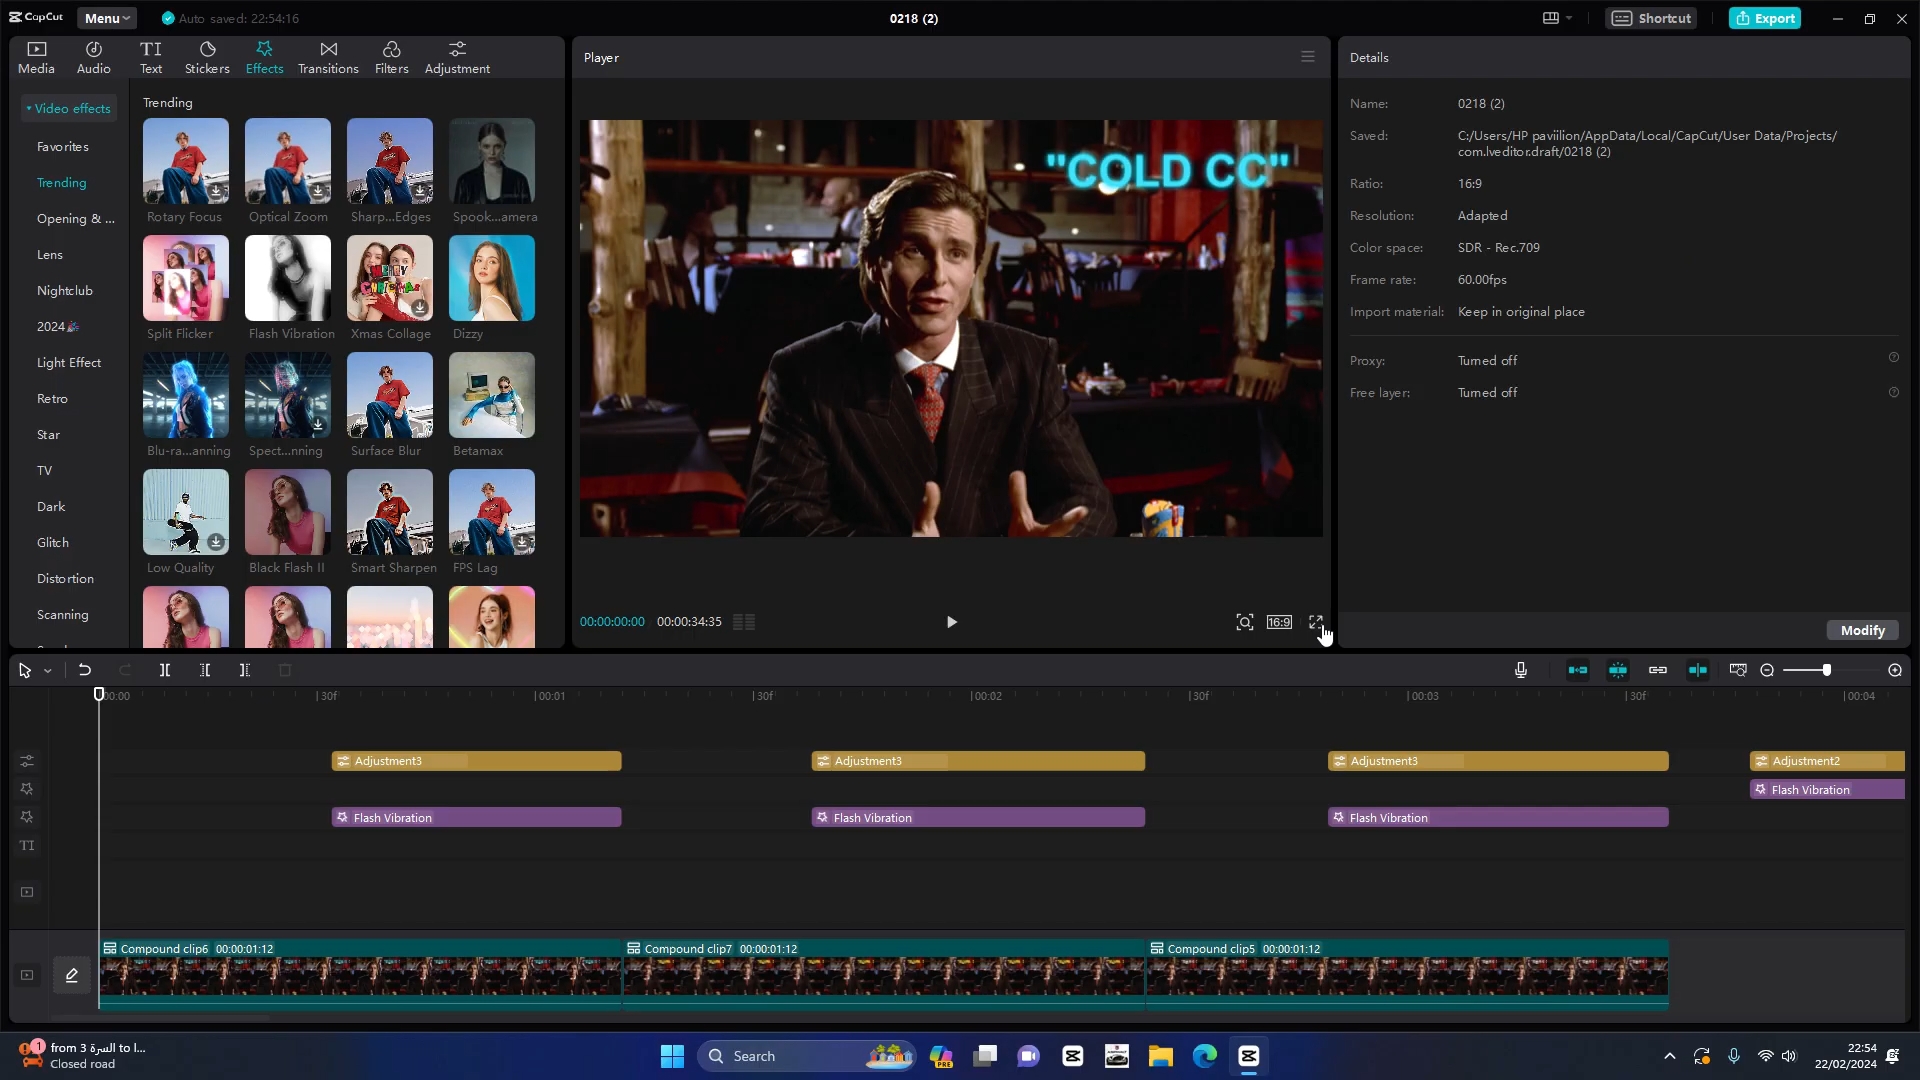 CapCut
Menu
Auto saved: 22:54:16
0218 (2)
Shortcut
Export
Media
Audio
Text
Stickers
Effects
Transitions
Filters
Adjustment
Video effects
Favorites
Trending
Opening & ...
Lens
Nightclub
2024🎉
Light Effect
Retro
Star
TV
Dark
Glitch
Distortion
Scanning
Trending
Rotary Focus
Optical Zoom
Sharp...Edges
Spook...amera
Split Flicker
Flash Vibration
Xmas Collage
Dizzy
Blu-ra...anning
Spect...nning
Surface Blur
Betamax
Low Quality
Black Flash II
Smart Sharpen
FPS Lag
Player
"COLD CC"
00:00:00:00
00:00:34:35
16:9
Details
Name: 0218 (2)
Saved: C:/Users/HP paviilion/AppData/Local/CapCut/User Data/Projects/
com.lveditor.draft/0218 (2)
Ratio: 16:9
Resolution: Adapted
Color space: SDR - Rec.709
Frame rate: 60.00fps
Import material: Keep in original place
Proxy: Turned off
Free layer: Turned off
Modify
00:00
30f
00:01
30f
00:02
30f
00:03
30f
00:04
Adjustment3
Adjustment3
Adjustment3
Adjustment2
Flash Vibration
Flash Vibration
Flash Vibration
Flash Vibration
TI
Compound clip6 00:00:01:12
Compound clip7 00:00:01:12
Compound clip5 00:00:01:12
1
from 3 السرة to ا...
Closed road
Search
PRE
22:54
22/02/2024